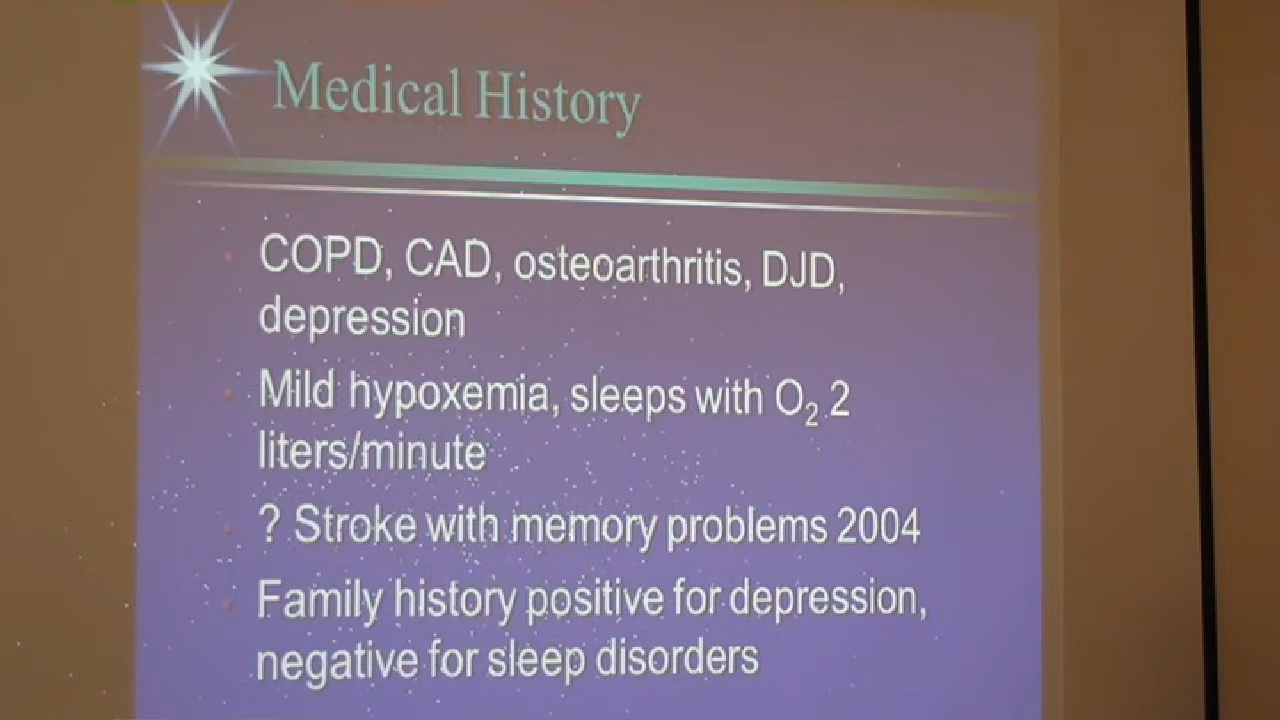 Medical History
COPD, CAD, osteoarthritis, DJD,
depression
Mild hypoxemia, sleeps with O₂ 2
liters/minute
? Stroke with memory problems 2004
Family history positive for depression,
negative for sleep disorders